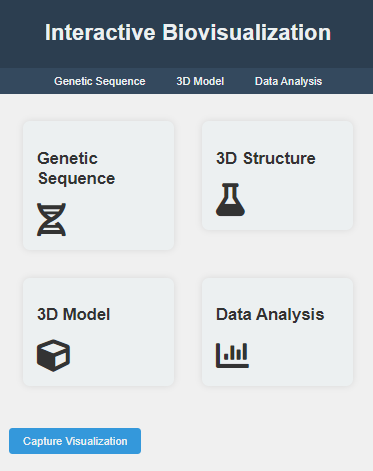 Interactive Biovisualization
Genetic Sequence 3D Model Data Analysis
Genetic
Sequence
3D Structure
3D Model
Data Analysis
Capture Visualization